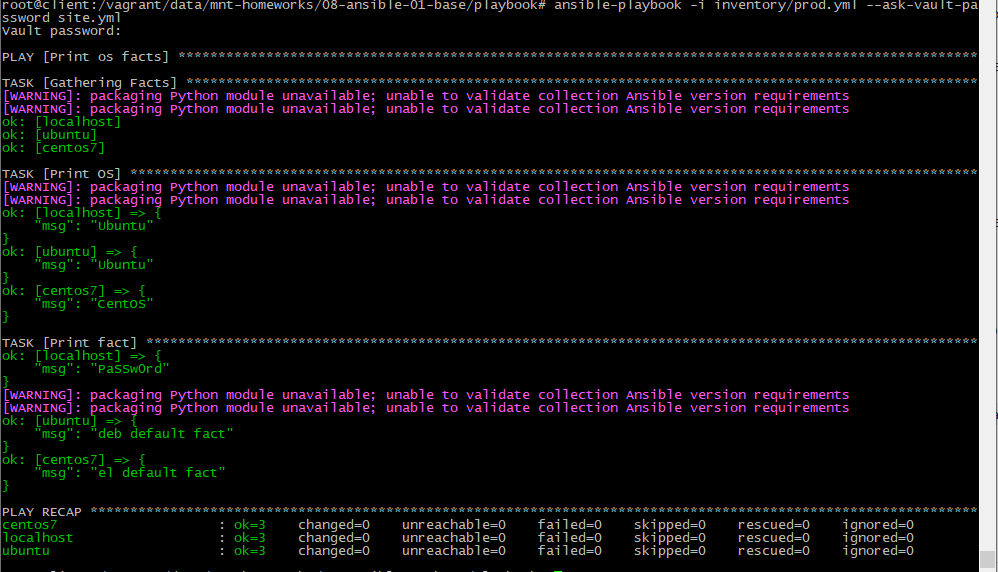 root@client:/vagrant/data/mnt-homeworks/08-ansible-01-base/playbook# ansible-playbook -i inventory/prod.yml --ask-vault-pa
ssword site.yml
Vault password:
PLAY [Print os facts] ****************************************************************************************************
TASK [Gathering Facts] ***************************************************************************************************
[WARNING]: packaging Python module unavailable; unable to validate collection Ansible version requirements
[WARNING]: packaging Python module unavailable; unable to validate collection Ansible version requirements
ok: [localhost]
ok: [ubuntu]
ok: [centos7]
TASK [Print OS] **********************************************************************************************************
[WARNING]: packaging Python module unavailable; unable to validate collection Ansible version requirements
[WARNING]: packaging Python module unavailable; unable to validate collection Ansible version requirements
ok: [localhost] => {
    "msg": "Ubuntu"
}
ok: [ubuntu] => {
    "msg": "Ubuntu"
}
ok: [centos7] => {
    "msg": "CentOS"
}
TASK [Print fact] ********************************************************************************************************
ok: [localhost] => {
    "msg": "PaSSw0rd"
}
[WARNING]: packaging Python module unavailable; unable to validate collection Ansible version requirements
[WARNING]: packaging Python module unavailable; unable to validate collection Ansible version requirements
ok: [ubuntu] => {
    "msg": "deb default fact"
}
ok: [centos7] => {
    "msg": "el default fact"
}
PLAY RECAP ***************************************************************************************************************
centos7                    : ok=3    changed=0    unreachable=0    failed=0    skipped=0    rescued=0    ignored=0
localhost                  : ok=3    changed=0    unreachable=0    failed=0    skipped=0    rescued=0    ignored=0
ubuntu                     : ok=3    changed=0    unreachable=0    failed=0    skipped=0    rescued=0    ignored=0